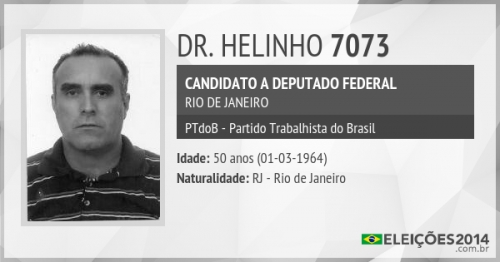 DR. HELINHO 7073
CANDIDATO A DEPUTADO FEDERAL
RIO DE JANEIRO
PTdoB - Partido Trabalhista do Brasil
Idade: 50 anos (01-03-1964)
Naturalidade: RJ - Rio de Janeiro
ELEIÇÕES2014
.com.br